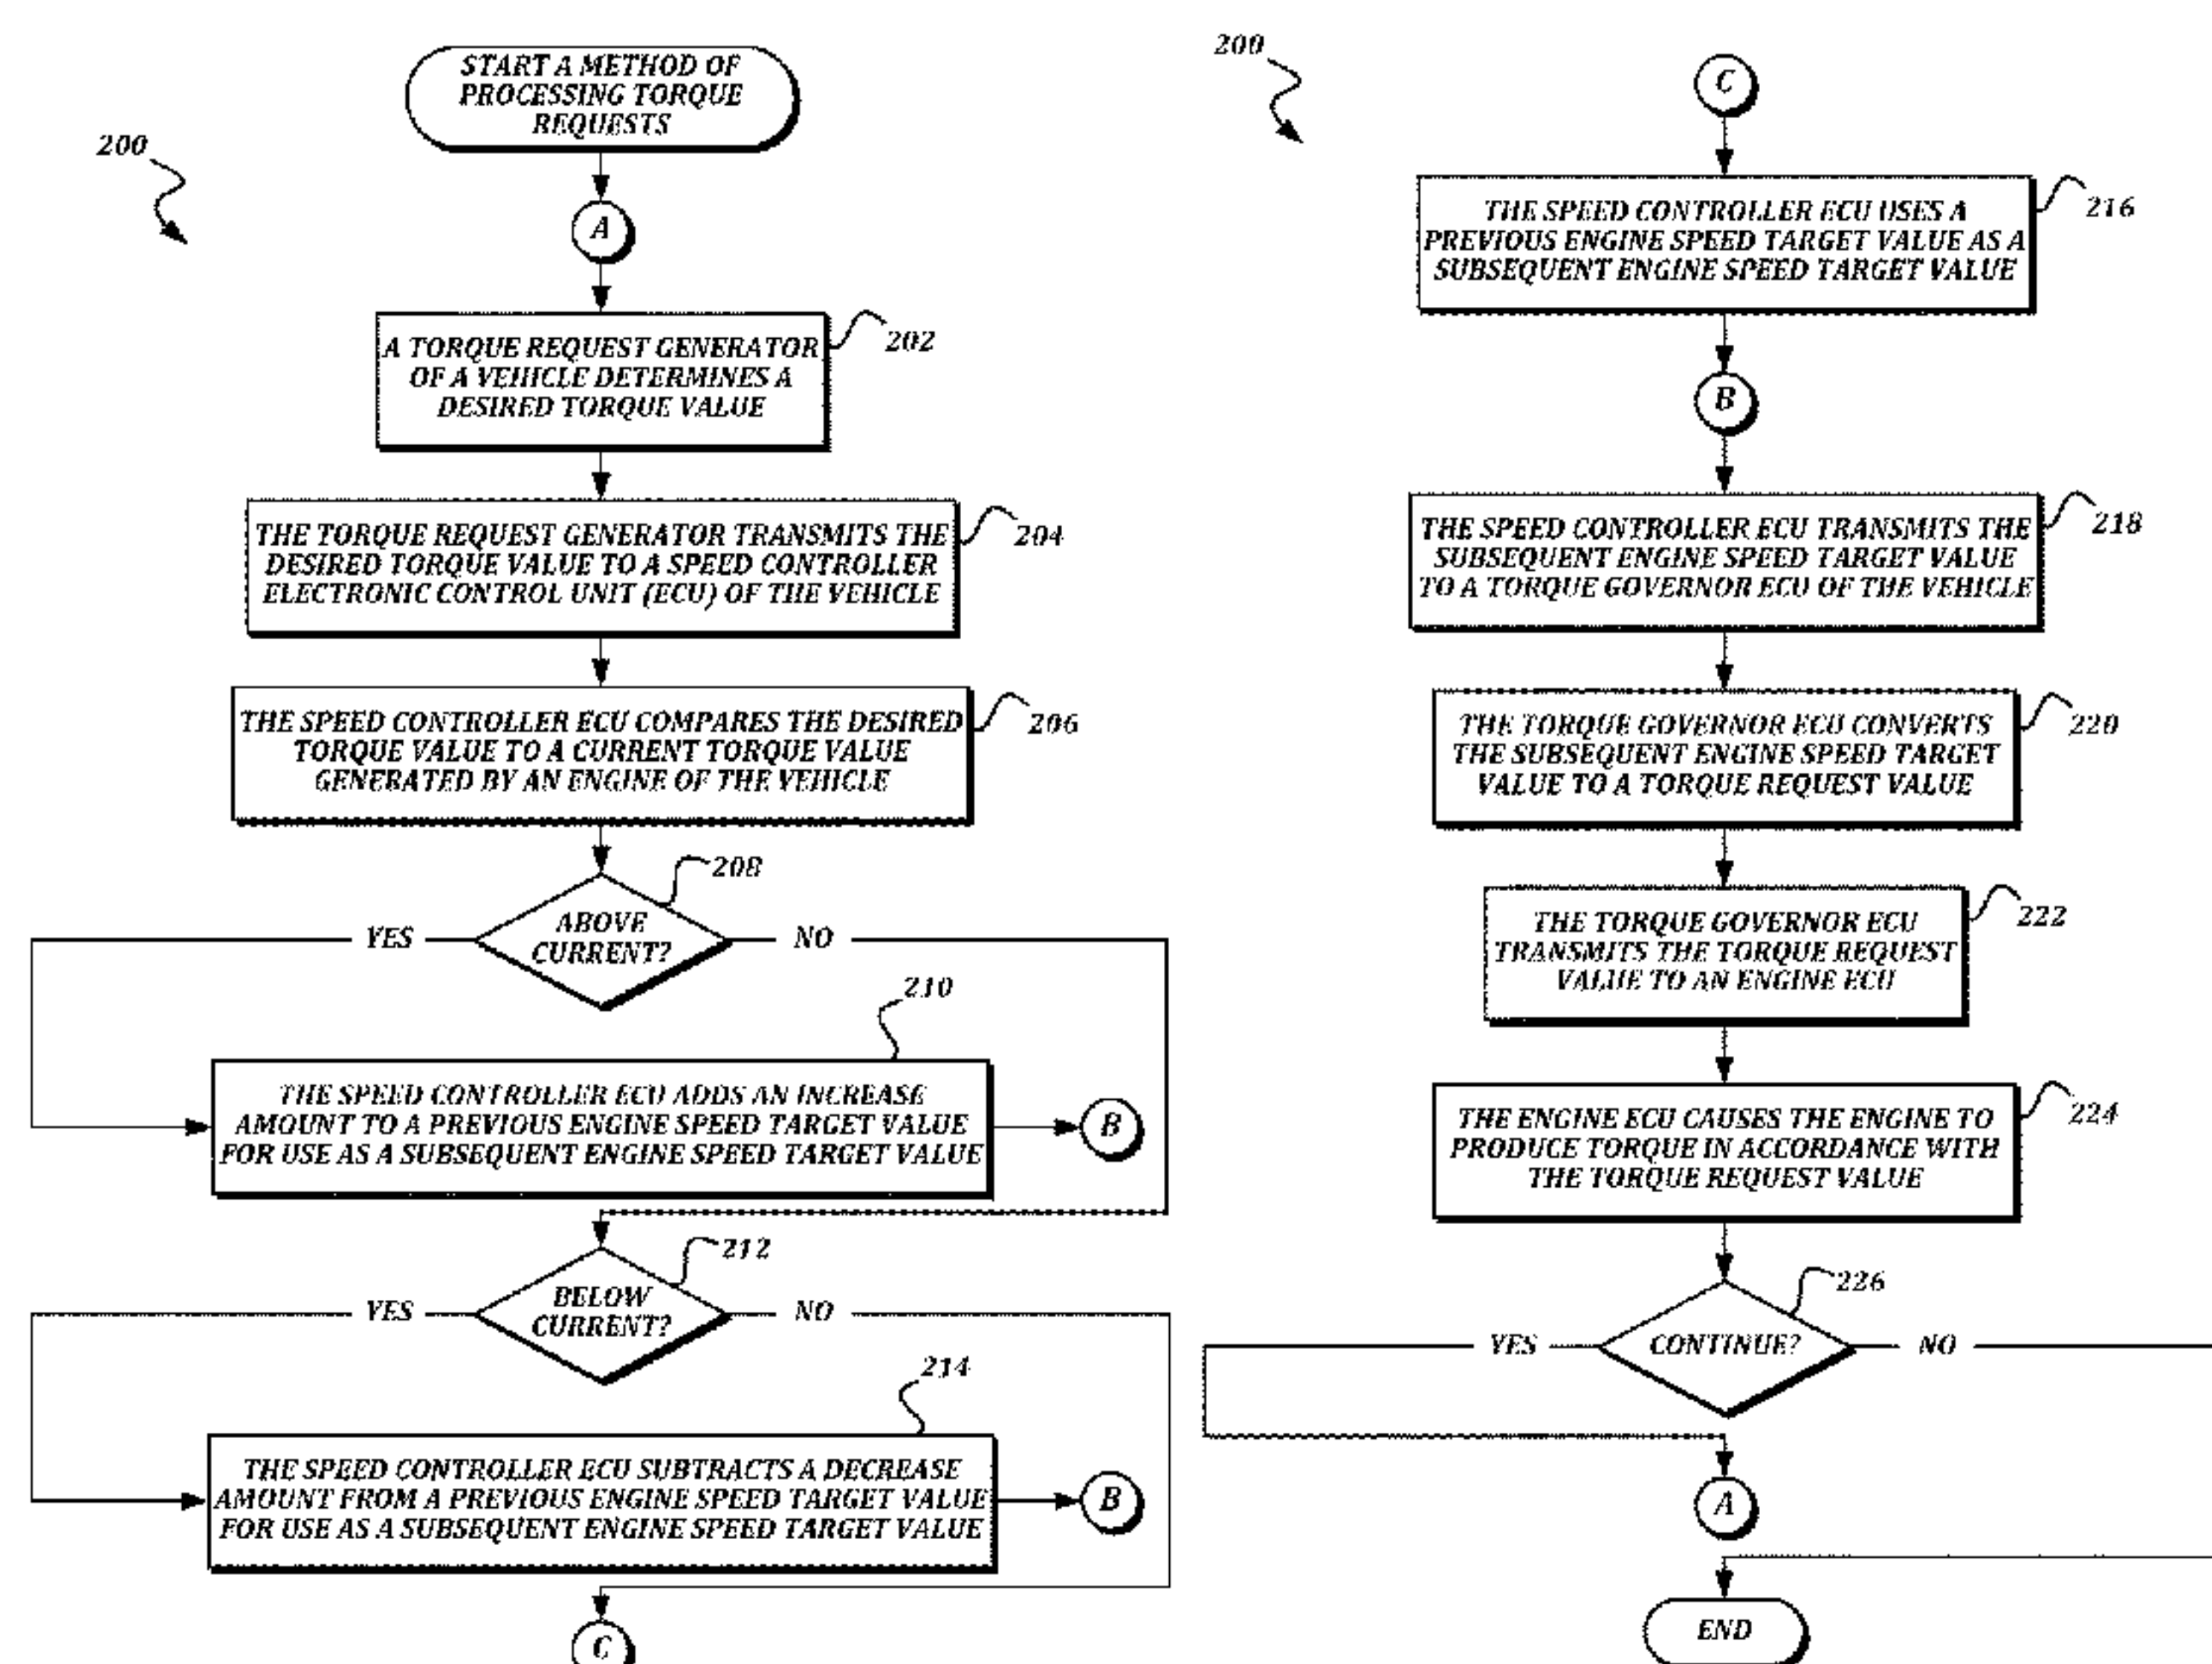 START A METHOD OF
PROCESSING TORQUE
REQUESTS
200
A
A TORQUE REQUEST GENERATOR
OF A VEHICLE DETERMINES A
DESIRED TORQUE VALUE
202
THE TORQUE REQUEST GENERATOR TRANSMITS THE
DESIRED TORQUE VALUE TO A SPEED CONTROLLER
ELECTRONIC CONTROL UNIT (ECU) OF THE VEHICLE
204
THE SPEED CONTROLLER ECU COMPARES THE DESIRED
TORQUE VALUE TO A CURRENT TORQUE VALUE
GENERATED BY AN ENGINE OF THE VEHICLE
206
208
ABOVE
CURRENT?
YES
NO
210
THE SPEED CONTROLLER ECU ADDS AN INCREASE
AMOUNT TO A PREVIOUS ENGINE SPEED TARGET VALUE
FOR USE AS A SUBSEQUENT ENGINE SPEED TARGET VALUE
B
212
BELOW
CURRENT?
YES
NO
214
THE SPEED CONTROLLER ECU SUBTRACTS A DECREASE
AMOUNT FROM A PREVIOUS ENGINE SPEED TARGET VALUE
FOR USE AS A SUBSEQUENT ENGINE SPEED TARGET VALUE
B
C
200
C
THE SPEED CONTROLLER ECU USES A
PREVIOUS ENGINE SPEED TARGET VALUE AS A
SUBSEQUENT ENGINE SPEED TARGET VALUE
216
B
THE SPEED CONTROLLER ECU TRANSMITS THE
SUBSEQUENT ENGINE SPEED TARGET VALUE
TO A TORQUE GOVERNOR ECU OF THE VEHICLE
218
THE TORQUE GOVERNOR ECU CONVERTS
THE SUBSEQUENT ENGINE SPEED TARGET
VALUE TO A TORQUE REQUEST VALUE
220
THE TORQUE GOVERNOR ECU
TRANSMITS THE TORQUE REQUEST
VALUE TO AN ENGINE ECU
222
THE ENGINE ECU CAUSES THE ENGINE TO
PRODUCE TORQUE IN ACCORDANCE WITH
THE TORQUE REQUEST VALUE
224
226
CONTINUE?
YES
NO
A
END